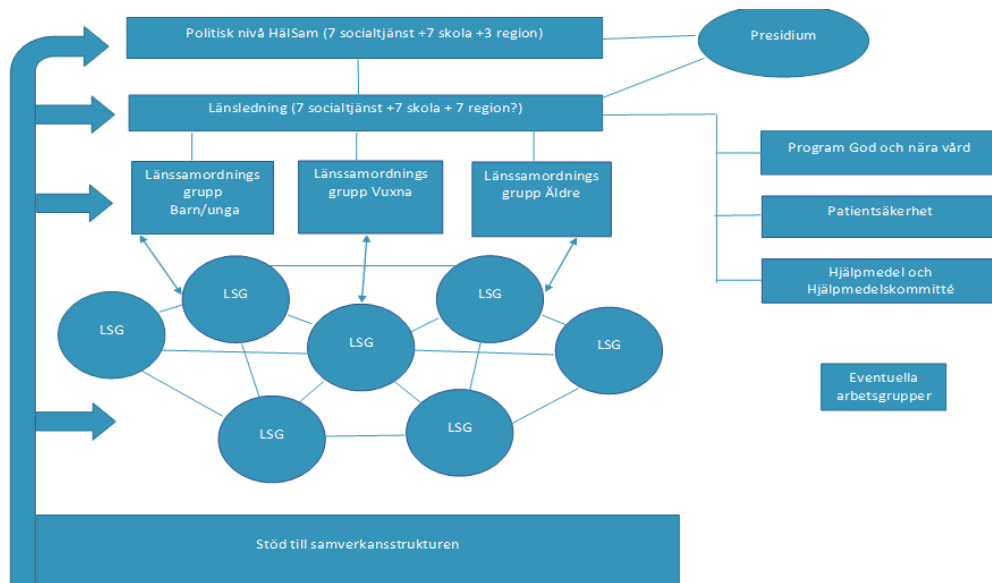 Politisk nivå HälSam (7 socialtjänst +7 skola +3 region)
Presidium
Länsledning (7 socialtjänst +7 skola + 7 region?)
Program God och nära vård
Länssamordnings
grupp
Barn/unga
Länssamordnings
grupp Vuxna
Länssamordnings
grupp Äldre
Patientsäkerhet
Hjälpmedel och
Hjälpmedelskommitté
LSG
LSG
LSG
LSG
LSG
LSG
LSG
Eventuella
arbetsgrupper
Stöd till samverkansstrukturen